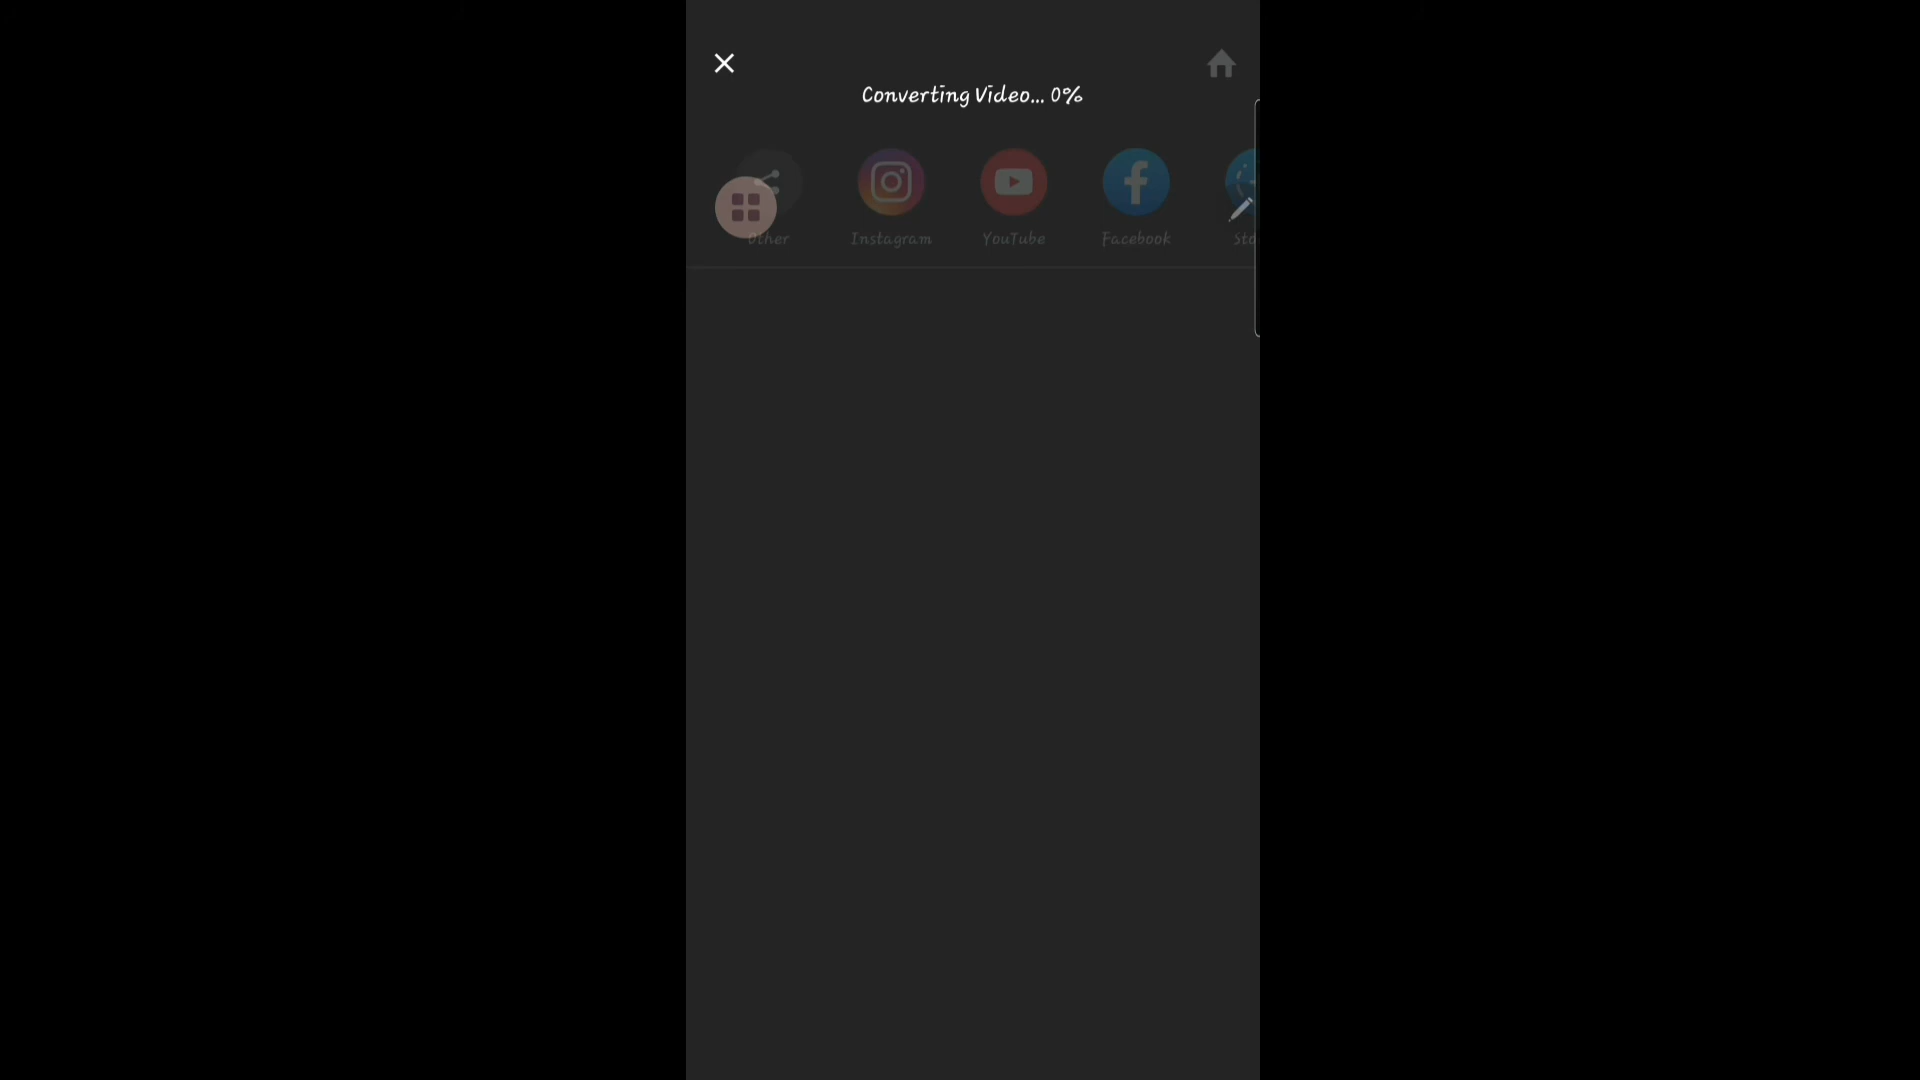 Converting Video... 0%
Other
Instagram
YouTube
Facebook